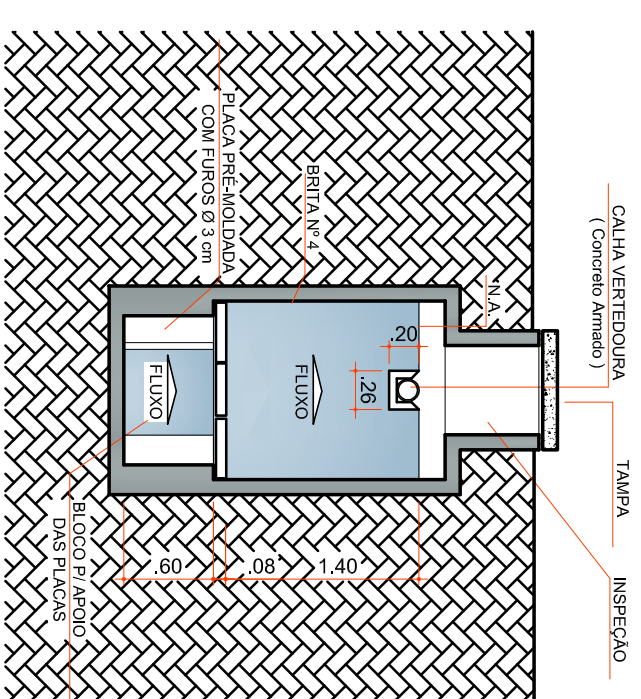 CALHA VERTEDOURA
( Concreto Armado )
TAMPA
INSPEÇÃO
N.A.
BRITA Nº 4
PLACA PRÉ-MOLDADA
COM FUROS Ø 3 cm
.20
.26
FLUXO
FLUXO
.60
.08
1.40
BLOCO P/ APOIO
DAS PLACAS